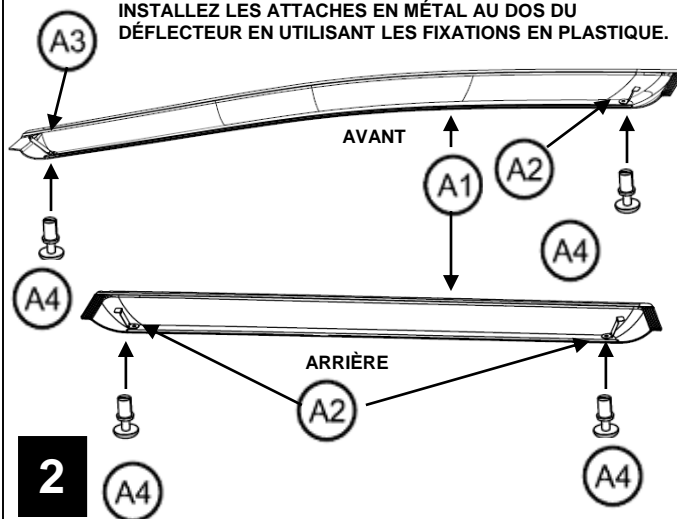 INSTALLEZ LES ATTACHES EN MÉTAL AU DOS DU
DÉFLECTEUR EN UTILISANT LES FIXATIONS EN PLASTIQUE.
A3
AVANT
A2
A1
A4
A4
ARRIÈRE
A2
2
A4
A4